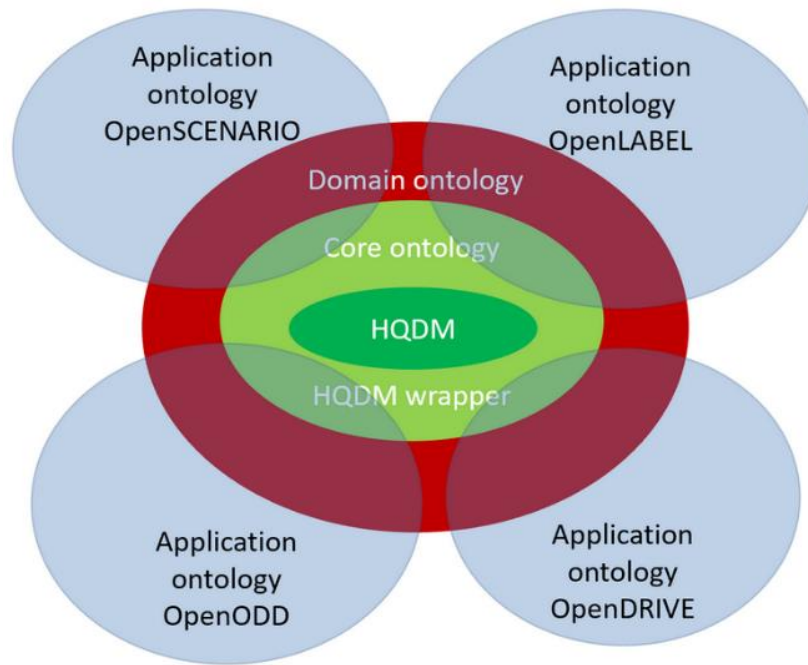 Application
ontology
OpenSCENARIO
Application
ontology
OpenLABEL
Domain ontology
Core ontology
HQDM
HQDM wrapper
Application
ontology
OpenODD
Application
ontology
OpenDRIVE